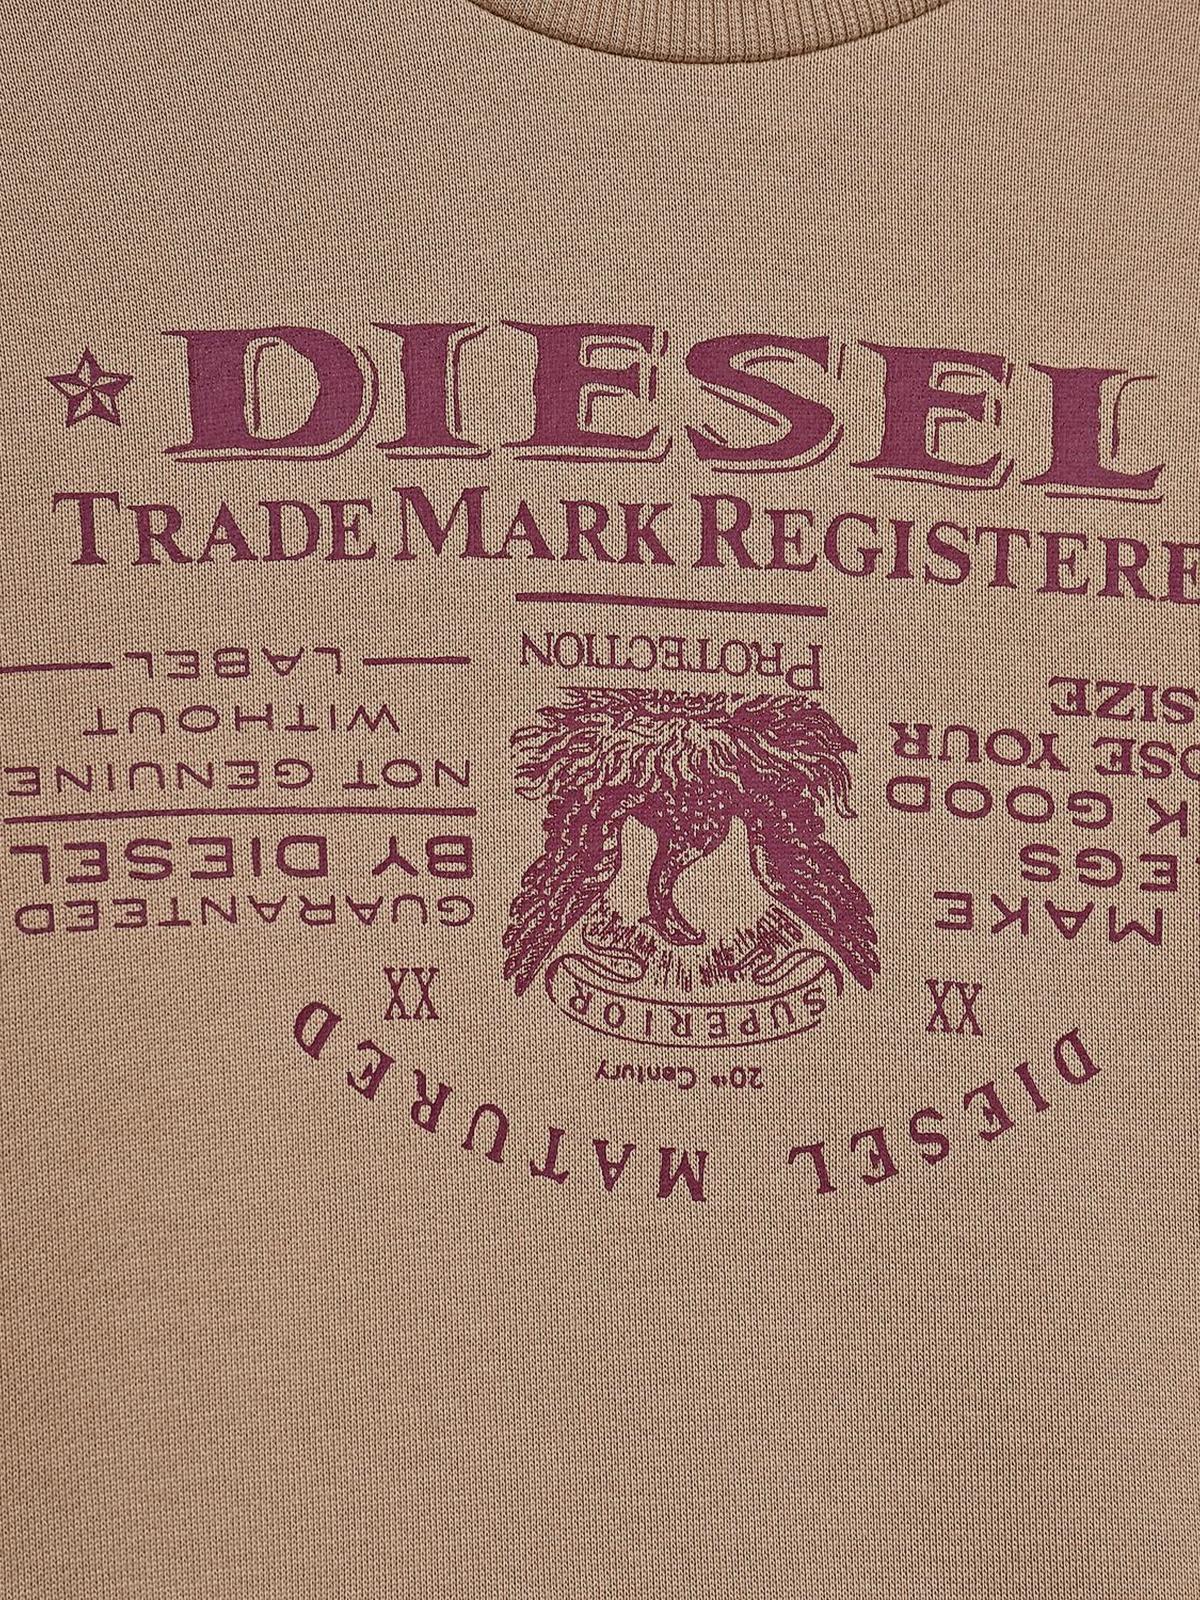 DIESEL
TRADE MARK REGISTERE
PROTECTION
SUPERIOR
20th Century
DIESEL MATURED
XX
XX
GUARANTEED
BY DIESEL
NOT GENUINE
WITHOUT
LABEL
MAKE
EGS
K GOOD
OSE YOUR
SIZE